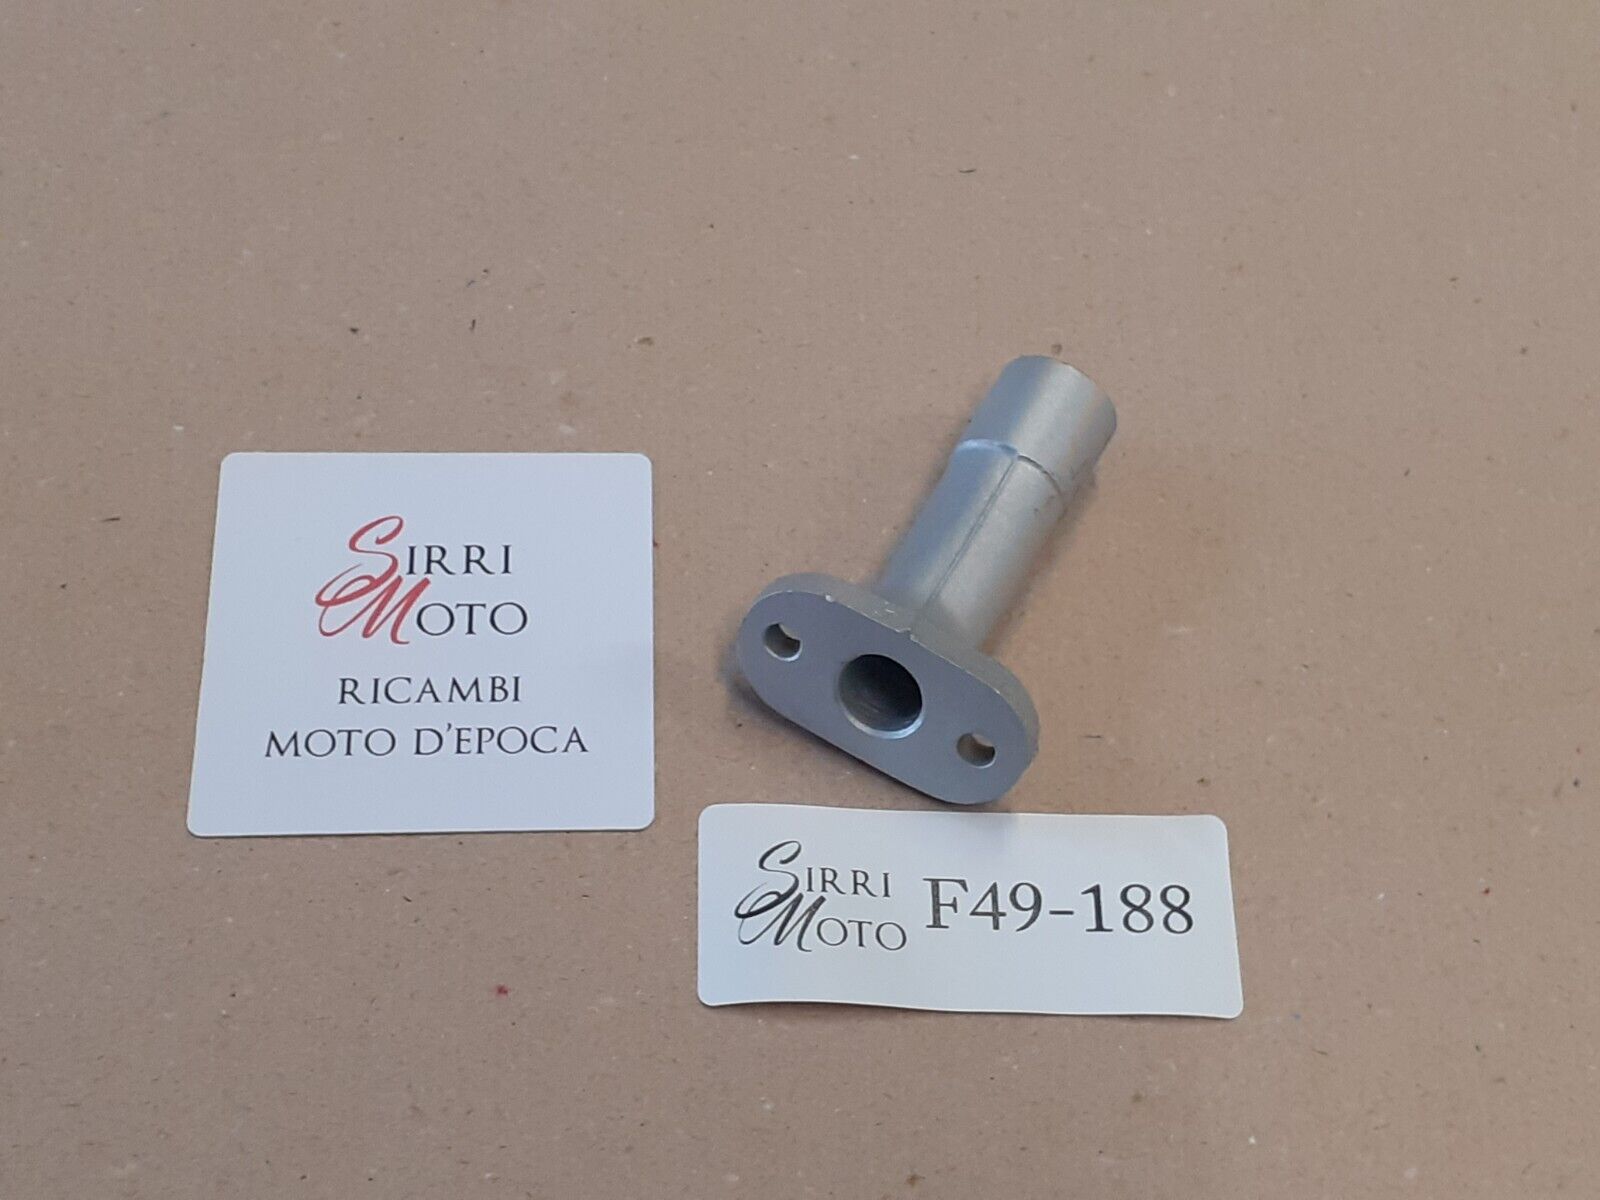 SIRRI
MOTO
RICAMBI
MOTO D'EPOCA
SIRRI
MOTO
F49-188